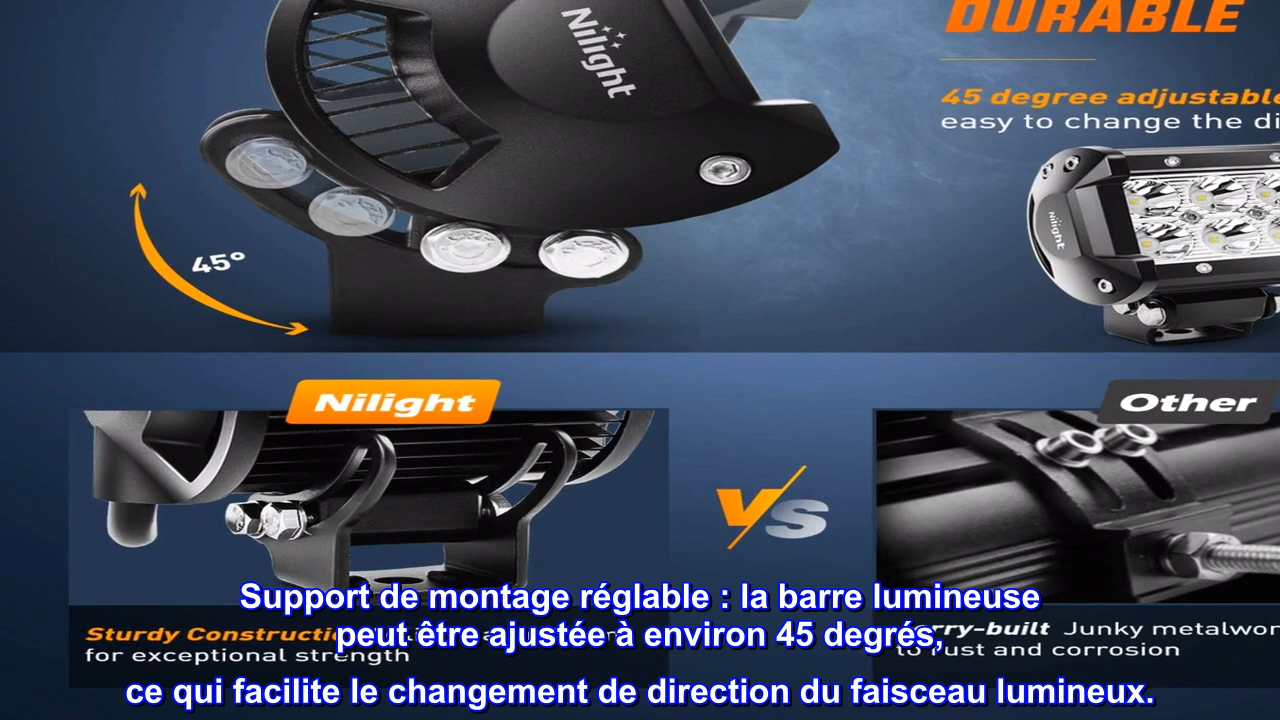 DURABLE
Nilight
45 degree adjustable
easy to change the di
45°
Nilight
Nilight
Other
VS
Sturdy Constructio
for exceptional strength
rry-built Junky metalwor
to rust and corrosion
Support de montage réglable : la barre lumineuse
peut être ajustée à environ 45 degrés,
ce qui facilite le changement de direction du faisceau lumineux.